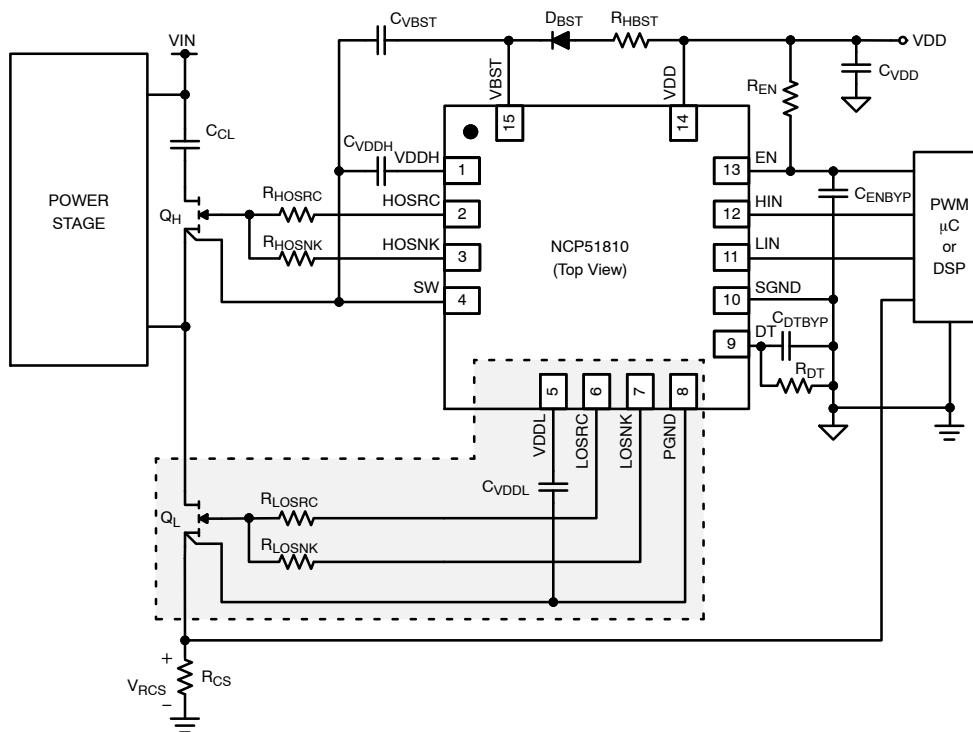 VIN
C_VBST
D_BST
R_HBST
VDD
C_VDD
VBST
VDD
R_EN
15
14
C_CL
C_VDDH
VDDH
1
13
EN
C_ENBYP
POWER
STAGE
Q_H
R_HOSRC
HOSRC
2
12
HIN
PWM
μC
or
DSP
R_HOSNK
HOSNK
3
NCP51810
(Top View)
11
LIN
SW
4
10
SGND
9
DT
C_DTBYP
R_DT
5
6
7
8
VDDL
LOSRC
LOSNK
PGND
C_VDDL
Q_L
R_LOSRC
R_LOSNK
+
V_RCS
−
R_CS